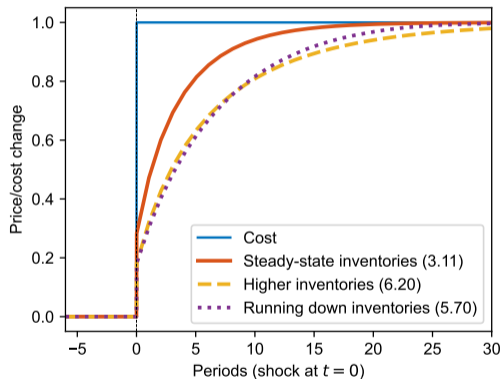 Price/cost change
1.0
0.8
0.6
0.4
0.2
0.0
Cost
Steady-state inventories (3.11)
Higher inventories (6.20)
Running down inventories (5.70)
−5 0 5 10 15 20 25 30
Periods (shock at t = 0)